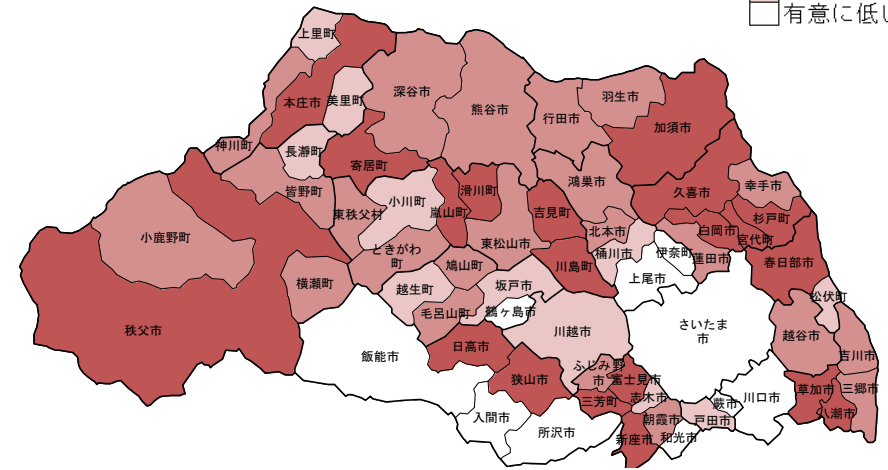 有意に低し
上里町
本庄市
美里町
深谷市
熊谷市
行田市
羽生市
加須市
神川町
長瀞町
寄居町
皆野町
東秩父村
小川町
嵐山町
滑川町
吉見町
鴻巣市
久喜市
幸手市
小鹿野町
ときがわ
町
東松山市
北本市
桶川市
伊奈町
白岡市
蓮田市
宮代町
杉戸町
春日部市
横瀬町
鳩山町
川島町
上尾市
越生町
坂戸市
鶴ヶ島市
毛呂山町
川越市
さいたま
市
松伏町
越谷市
吉川市
秩父市
飯能市
日高市
狭山市
ふじみ野
市
富士見市
三芳町
志木市
朝霞市
戸田市
蕨市
川口市
草加市
八潮市
三郷市
入間市
所沢市
新座市
和光市